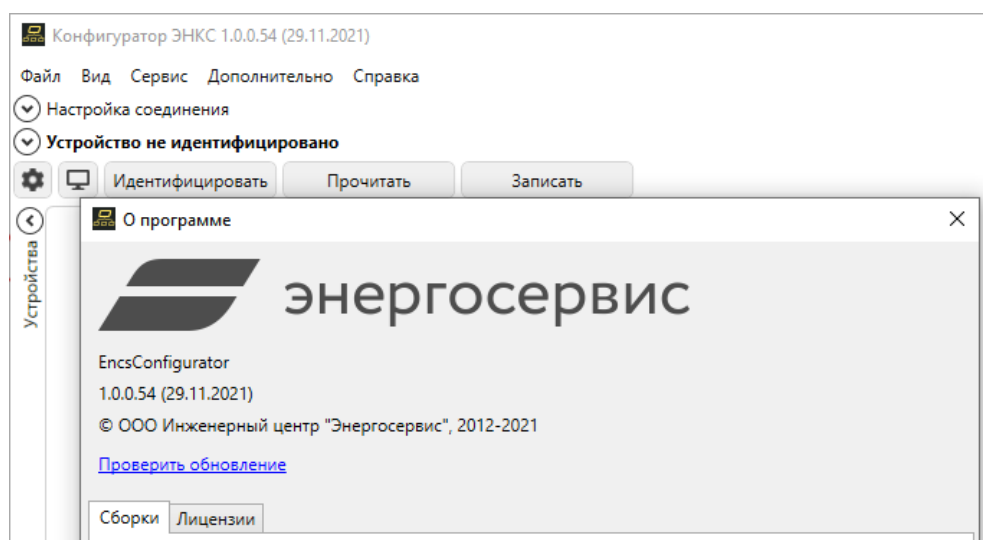 Конфигуратор ЭНКС 1.0.0.54 (29.11.2021)
Файл Вид Сервис Дополнительно Справка
Настройка соединения
Устройство не идентифицировано
Идентифицировать Прочитать Записать
Устройства
О программе
энергосервис
EncsConfigurator
1.0.0.54 (29.11.2021)
© ООО Инженерный центр "Энергосервис", 2012-2021
Проверить обновление
Сборки Лицензии